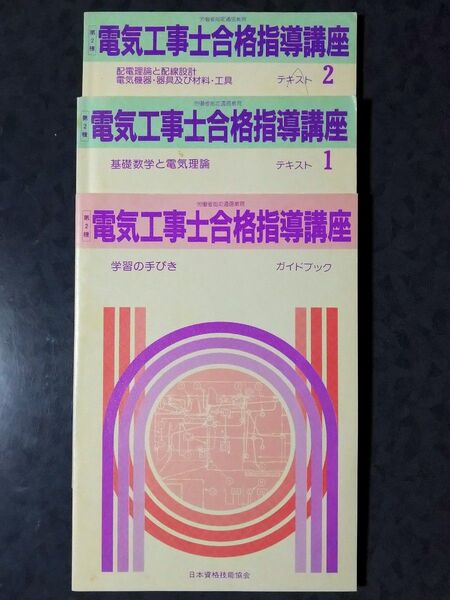 労働省指定通信教育
第2種
電気工事士合格指導講座
配電理論と配線設計
電気機器・器具及び材料・工具
テキスト 2
労働省指定通信教育
第2種
電気工事士合格指導講座
基礎数学と電気理論
テキスト 1
労働省指定通信教育
第2種
電気工事士合格指導講座
学習の手びき
ガイドブック
日本資格技能協会